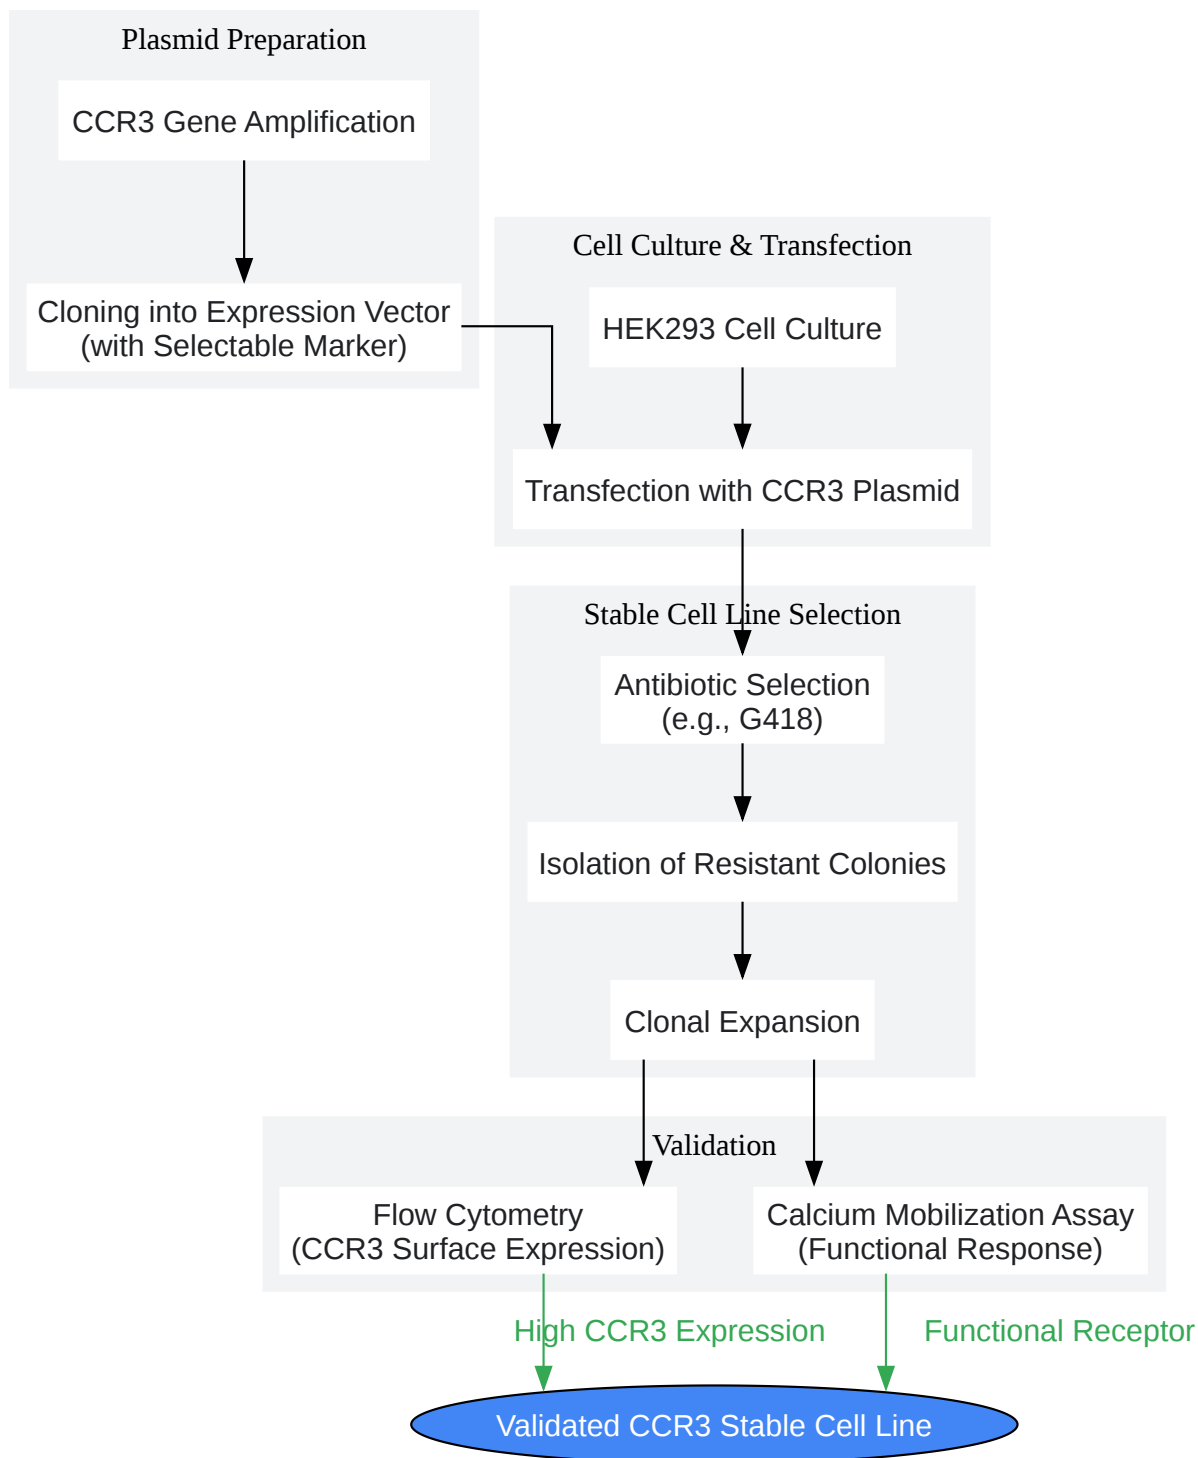 Plasmid Preparation
CCR3 Gene Amplification
Cloning into Expression Vector
(with Selectable Marker)
Cell Culture & Transfection
HEK293 Cell Culture
Transfection with CCR3 Plasmid
Stable Cell Line Selection
Antibiotic Selection
(e.g., G418)
Isolation of Resistant Colonies
Clonal Expansion
Validation
Flow Cytometry
(CCR3 Surface Expression)
Calcium Mobilization Assay
(Functional Response)
High CCR3 Expression
Functional Receptor
Validated CCR3 Stable Cell Line